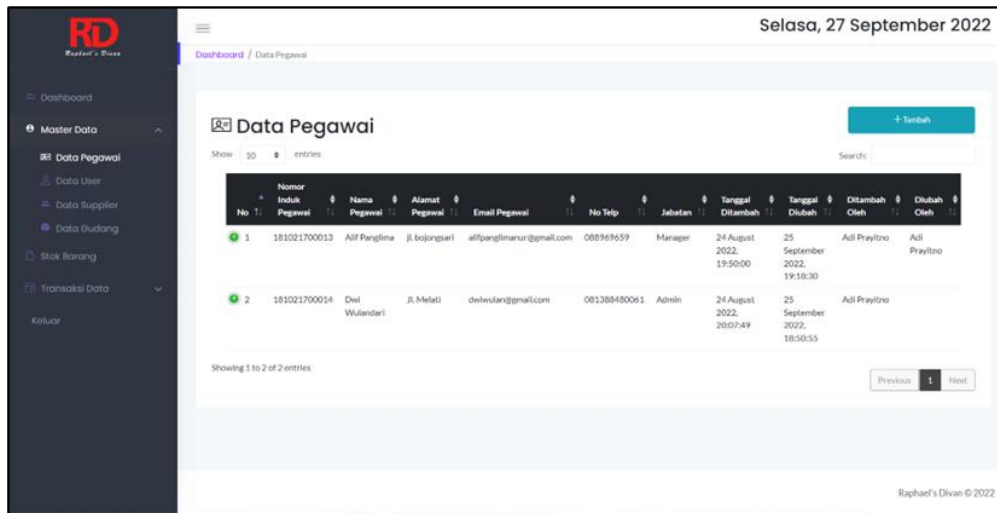 RD
Raphael's Divan
Selasa, 27 September 2022
Dashboard / Data Pegawai
Dashboard
Master Data
Data Pegawai
Data User
Data Supplier
Data Gudang
Stok Barang
Transaksi Data
Keluar
Data Pegawai
+ Tambah
Show 10 entries
Search:
No
Nomor Induk Pegawai
Nama Pegawai
Alamat Pegawai
Email Pegawai
No Telp
Jabatan
Tanggal Ditambah
Tanggal Diubah
Ditambah Oleh
Diubah Oleh
1 181021700013 Alif Panglima jl. bojongsari alifpanglimanur@gmail.com 088969659 Manager 24 August 2022, 19:50:00 25 September 2022, 19:18:30 Adi Prayitno Adi Prayitno
2 181021700014 Dwi Wulandari Jl. Melati dwiwulan@gmail.com 081388480061 Admin 24 August 2022, 20:07:49 25 September 2022, 18:50:55 Adi Prayitno
Showing 1 to 2 of 2 entries
Previous 1 Next
Raphael's Divan © 2022